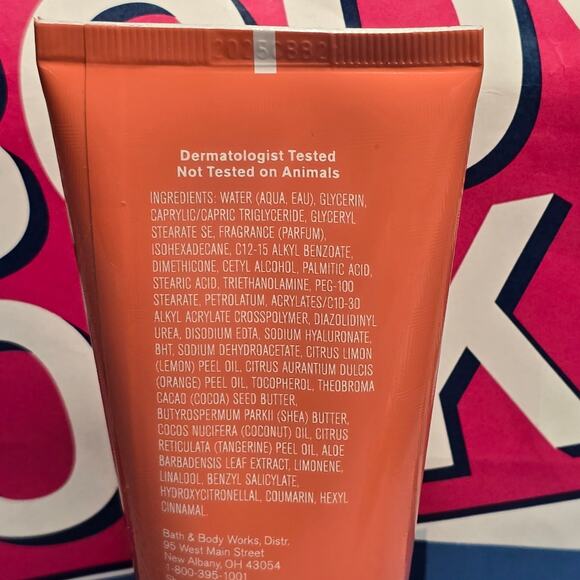 Dermatologist Tested
Not Tested on Animals
INGREDIENTS: WATER (AQUA, EAU), GLYCERIN,
CAPRYLIC/CAPRIC TRIGLYCERIDE, GLYCERYL
STEARATE SE, FRAGRANCE (PARFUM),
ISOHEXADECANE, C12-15 ALKYL BENZOATE,
DIMETHICONE, CETYL ALCOHOL, PALMITIC ACID,
STEARIC ACID, TRIETHANOLAMINE, PEG-100
STEARATE, PETROLATUM, ACRYLATES/C10-30
ALKYL ACRYLATE CROSSPOLYMER, DIAZOLIDINYL
UREA, DISODIUM EDTA, SODIUM HYALURONATE,
BHT, SODIUM DEHYDROACETATE, CITRUS LIMON
(LEMON) PEEL OIL, CITRUS AURANTIUM DULCIS
(ORANGE) PEEL OIL, TOCOPHEROL, THEOBROMA
CACAO (COCOA) SEED BUTTER,
BUTYROSPERMUM PARKII (SHEA) BUTTER,
COCOS NUCIFERA (COCONUT) OIL, CITRUS
RETICULATA (TANGERINE) PEEL OIL, ALOE
BARBADENSIS LEAF EXTRACT, LIMONENE,
LINALOOL, BENZYL SALICYLATE,
HYDROXYCITRONELLAL, COUMARIN, HEXYL
CINNAMAL.
Bath & Body Works, Distr.
95 West Main Street
New Albany, OH 43054
1-800-395-1001